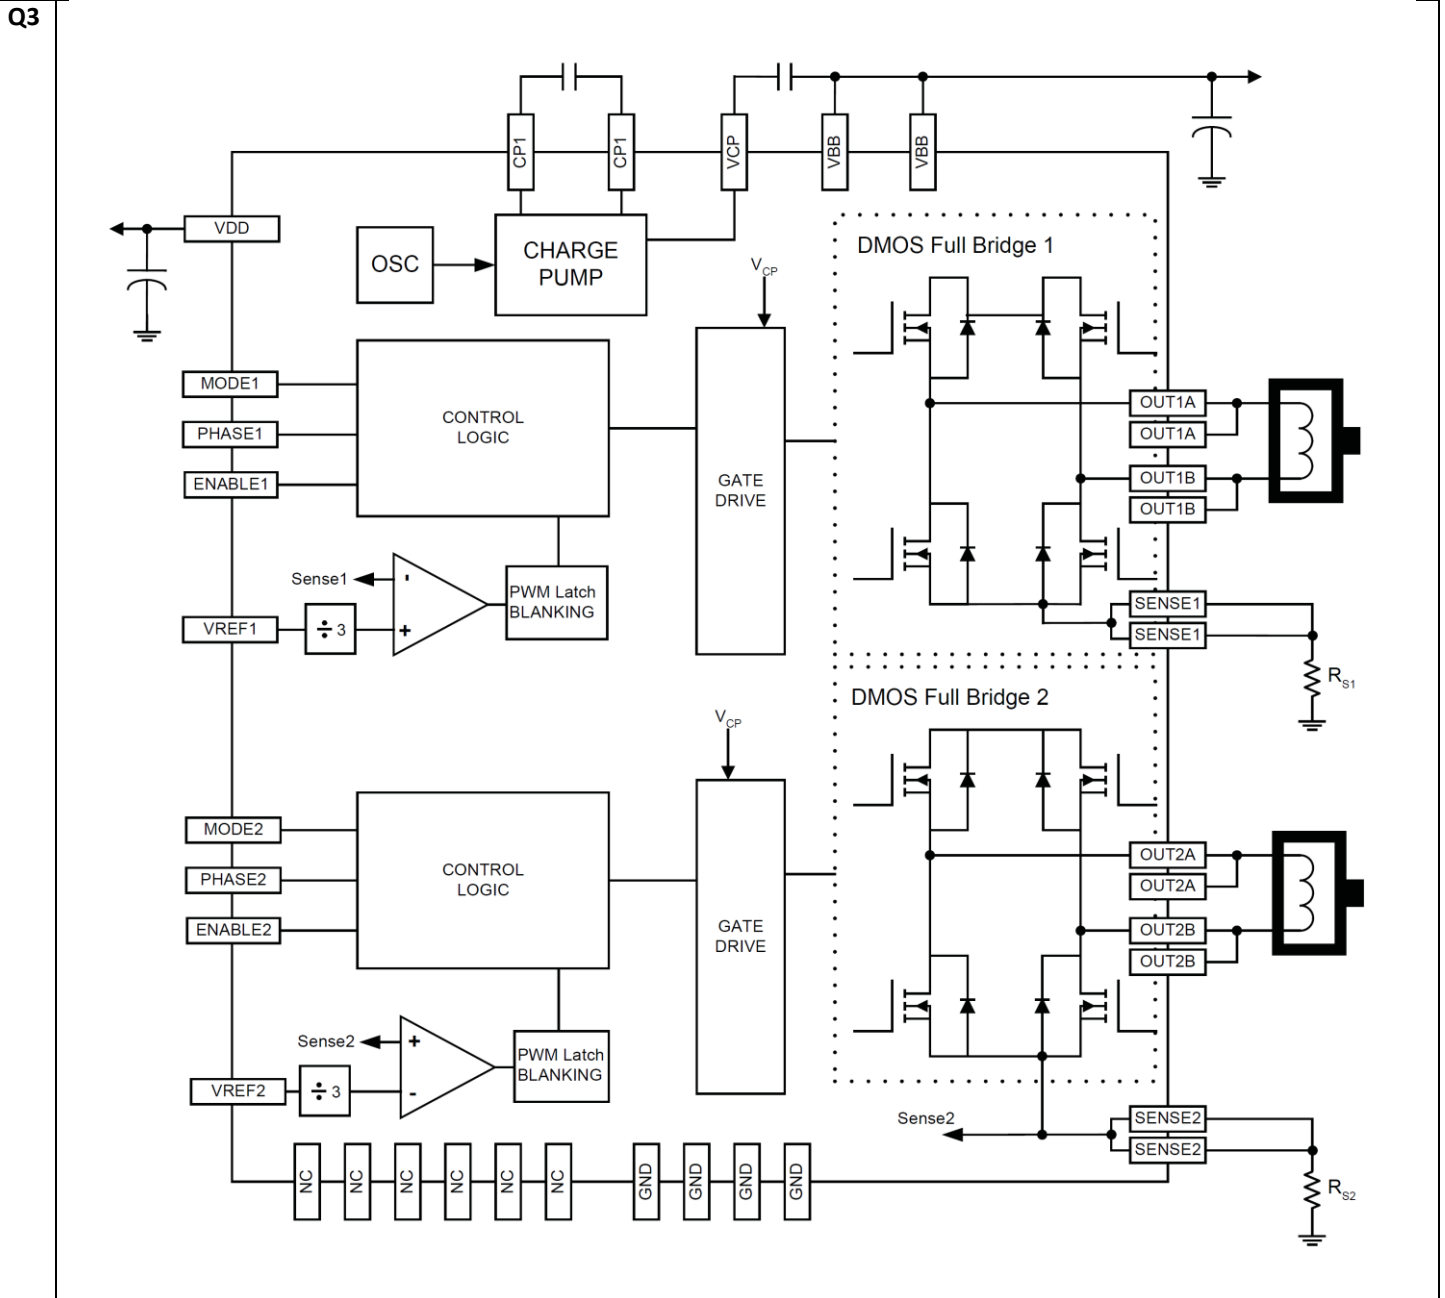 Q3
CP1
CP1
VCP
VBB
VBB
VDD
OSC
CHARGE
PUMP
DMOS Full Bridge 1
VCP
MODE1
PHASE1
ENABLE1
CONTROL
LOGIC
GATE
DRIVE
OUT1A
OUT1A
OUT1B
OUT1B
Sense1
-
+
PWM Latch
BLANKING
VREF1
÷ 3
SENSE1
SENSE1
RS1
DMOS Full Bridge 2
VCP
MODE2
PHASE2
ENABLE2
CONTROL
LOGIC
GATE
DRIVE
OUT2A
OUT2A
OUT2B
OUT2B
Sense2
+
-
PWM Latch
BLANKING
VREF2
÷ 3
Sense2
SENSE2
SENSE2
RS2
NC
NC
NC
NC
NC
NC
GND
GND
GND
GND